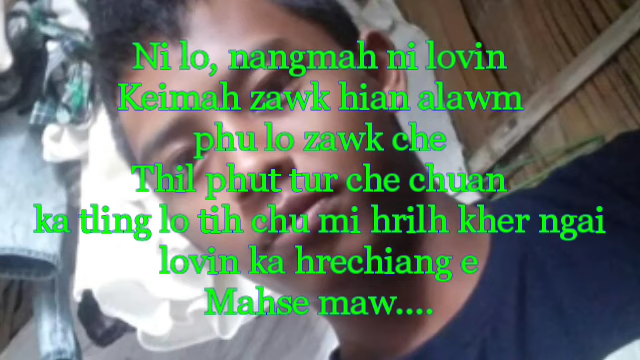 Ni lo, nangmah ni lovin
Keimah zawk hian alawm
phu lo zawk che
Thil phut tur che chuan
ka tling lo tih chu mi hrilh kher ngai
lovin ka hrechiang e
Mahse maw....